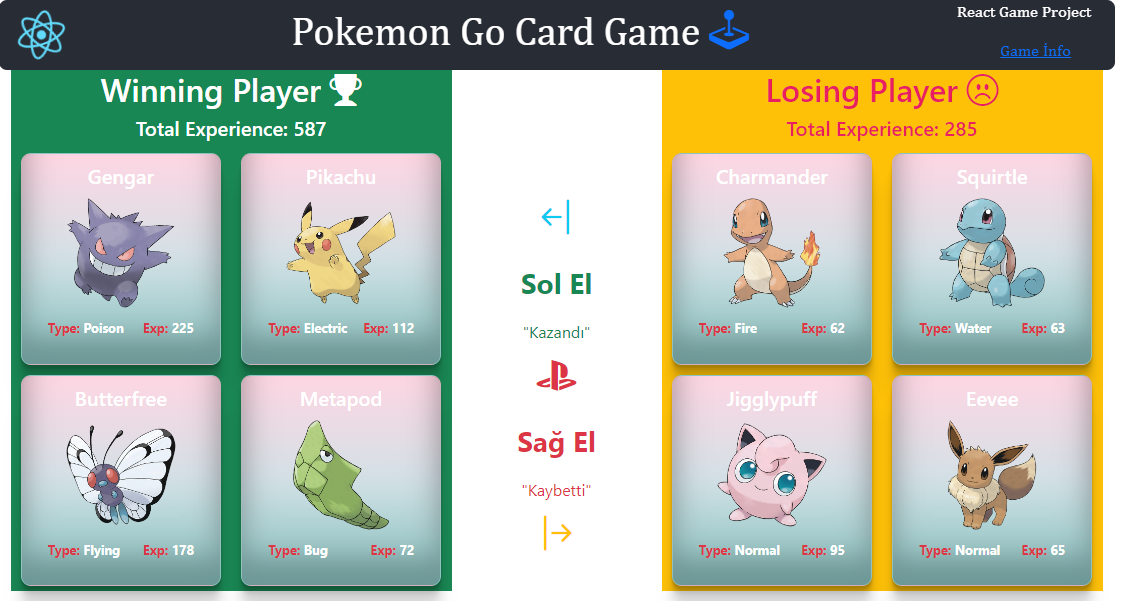 Pokemon Go Card Game
React Game Project
Game İnfo
Winning Player
Total Experience: 587
Gengar
Type: Poison Exp: 225
Pikachu
Type: Electric Exp: 112
Butterfree
Type: Flying Exp: 178
Metapod
Type: Bug Exp: 72
Sol El
"Kazandı"
Sağ El
"Kaybetti"
Losing Player
Total Experience: 285
Charmander
Type: Fire Exp: 62
Squirtle
Type: Water Exp: 63
Jigglypuff
Type: Normal Exp: 95
Eevee
Type: Normal Exp: 65